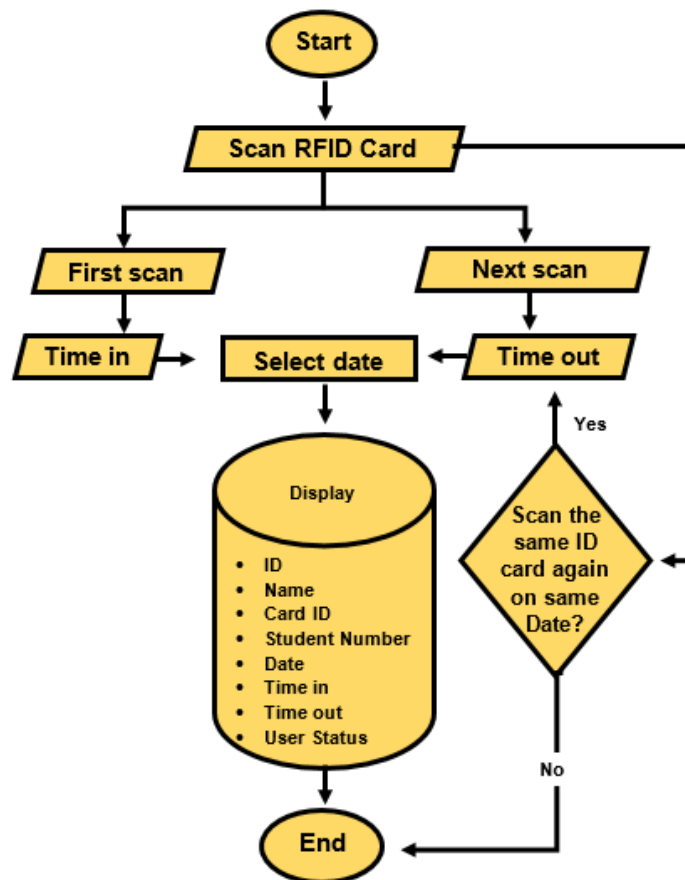 Start
Scan RFID Card
First scan
Next scan
Time in
Select date
Time out
Yes
Display
• ID
• Name
• Card ID
• Student Number
• Date
• Time in
• Time out
• User Status
Scan the
same ID
card again
on same
Date?
No
End